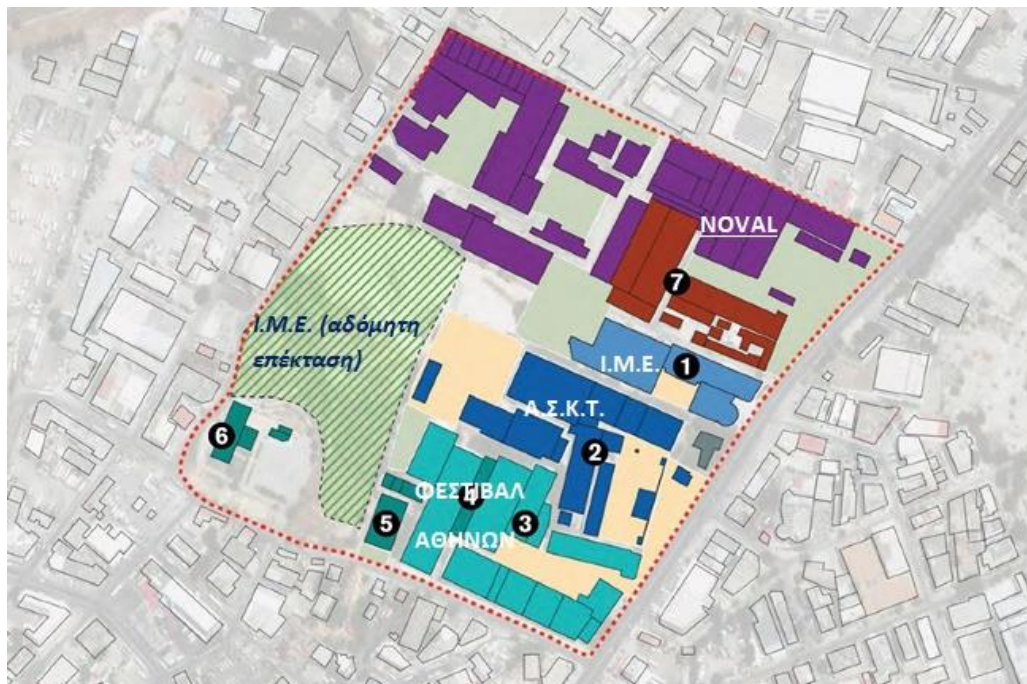 NOVAL
7
Ι.Μ.Ε. (αδόμητη
επέκταση)
Ι.Μ.Ε.
1
Α.Σ.Κ.Τ.
2
6
ΦΕΣΤΙΒΑΛ
4
5
3
ΑΘΗΝΩΝ